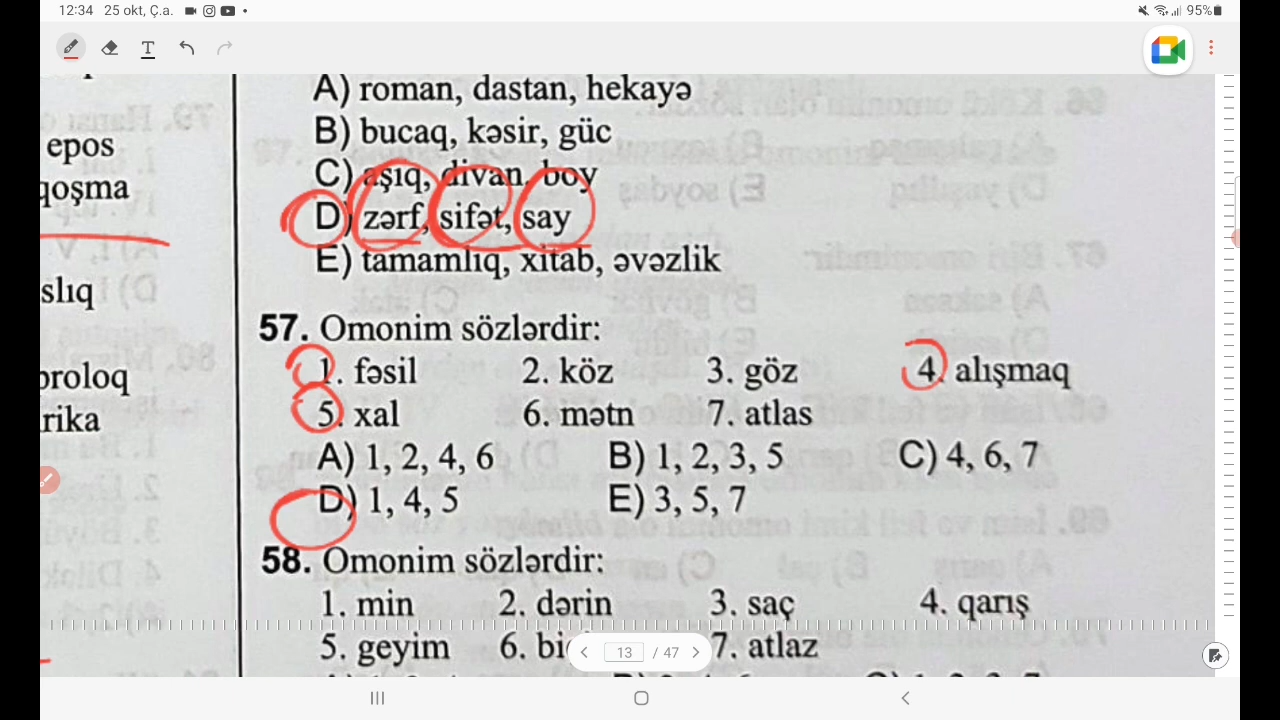 12:34 25 okt, Ç.a.
95%
T
A) roman, dastan, hekayə
B) bucaq, kəsir, güc
C) aşıq, divan, boy
D) zərf, sifət, say
E) tamamlıq, xitab, əvəzlik
epos
qoşma
slıq
proloq
rika
57. Omonim sözlərdir:
1. fəsil 2. köz 3. göz 4. alışmaq
5. xal 6. mətn 7. atlas
A) 1, 2, 4, 6 B) 1, 2, 3, 5 C) 4, 6, 7
D) 1, 4, 5 E) 3, 5, 7
58. Omonim sözlərdir:
1. min 2. dərin 3. saç 4. qarış
5. geyim 6. 7. atlaz
13 / 47